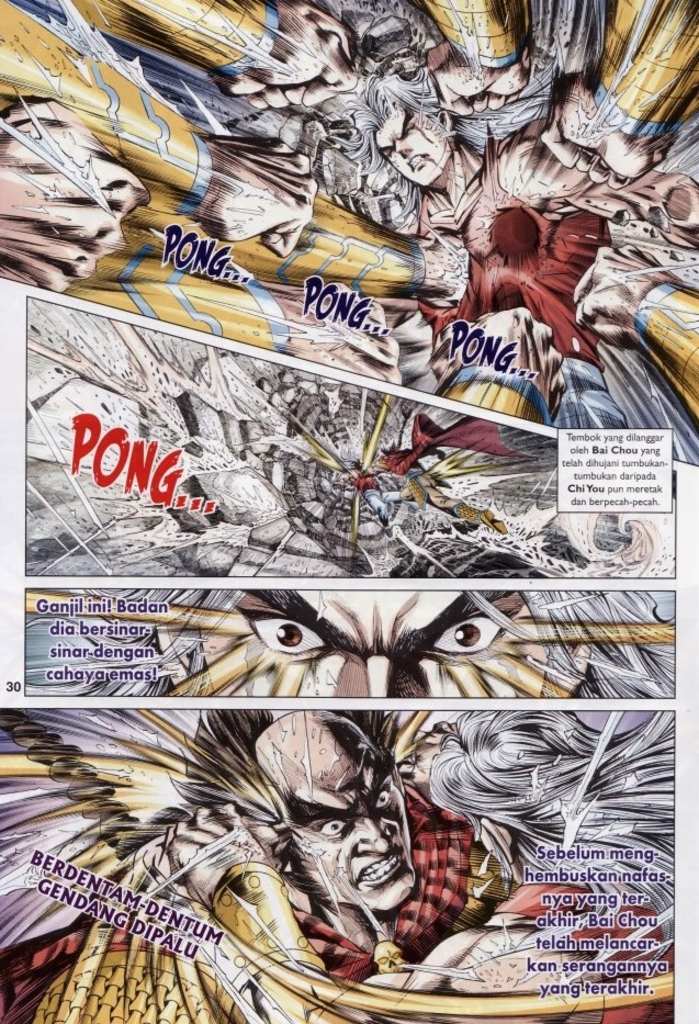 PONG...
PONG...
PONG...
PONG...
Tembok yang dilanggar
oleh Bai Chou yang
telah dihujani tumbukan-
tumbukan daripada
Chi You pun meretak
dan berpecah-pecah.
Ganjil ini! Badan
dia bersinar-
sinar dengan
cahaya emas!
30
BERDENTAM-DENTUM
GENDANG DIPALU
Sebelum meng-
hembuskan nafas-
nya yang ter-
akhir, Bai Chou
telah melancar-
kan serangannya
yang terakhir.